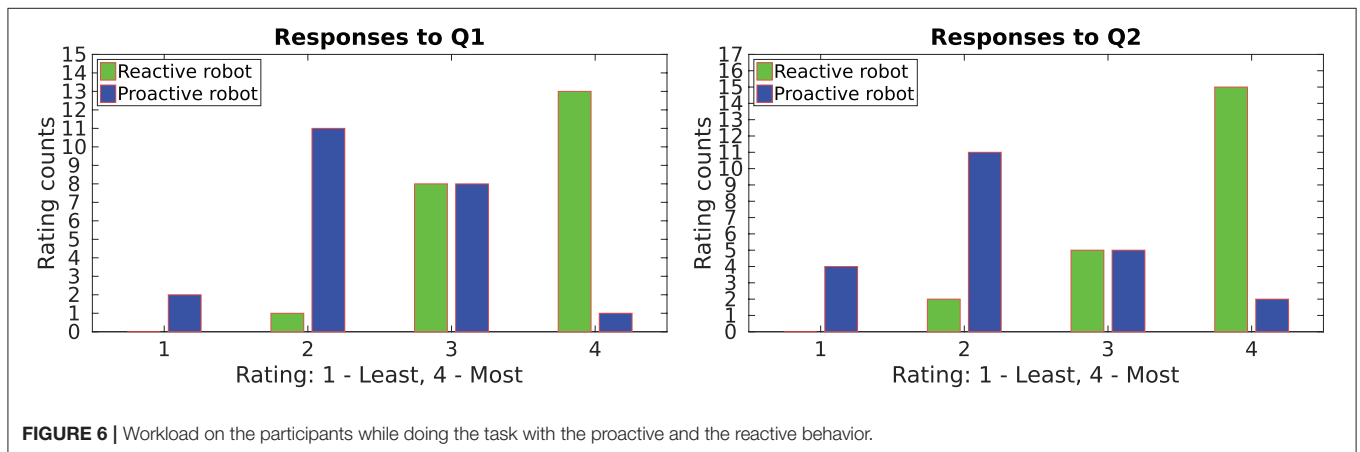 Responses to Q1
15
14
13
12
11
10
9
8
7
6
5
4
3
2
1
0
Rating counts
Reactive robot
Proactive robot
1 2 3 4
Rating: 1 - Least, 4 - Most
Responses to Q2
17
16
15
14
13
12
11
10
9
8
7
6
5
4
3
2
1
0
Rating counts
Reactive robot
Proactive robot
1 2 3 4
Rating: 1 - Least, 4 - Most
FIGURE 6 | Workload on the participants while doing the task with the proactive and the reactive behavior.